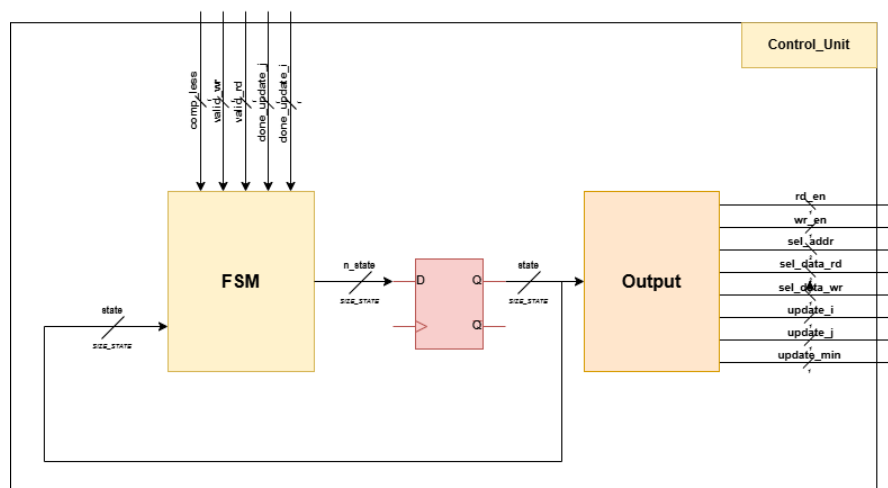 Control_Unit
comp_less
valid_wr
valid_rd
done_update_j
done_update_i
FSM
n_state
SIZE_STATE
D
Q
Q
state
SIZE_STATE
Output
rd_en
wr_en
sel_addr
sel_data_rd
sel_data_wr
update_i
update_j
update_min
state
SIZE_STATE